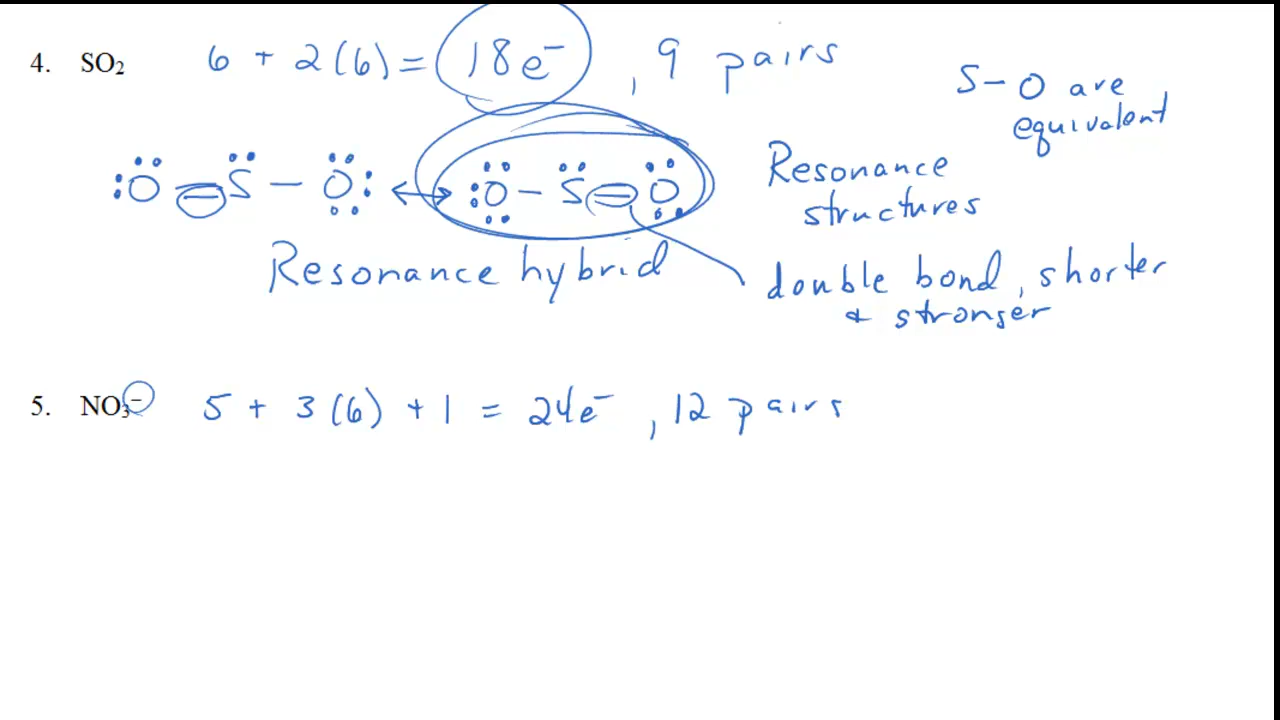 4. SO₂ 6 + 2(6) = 18e⁻, 9 pairs
S – O are
equivalent
:Ö = S̈ – Ö: ↔ :Ö – S̈ = Ö
Resonance
structures
Resonance hybrid
double bond, shorter
+ stronger
5. NO₃⁻ 5 + 3(6) + 1 = 24e⁻, 12 pairs